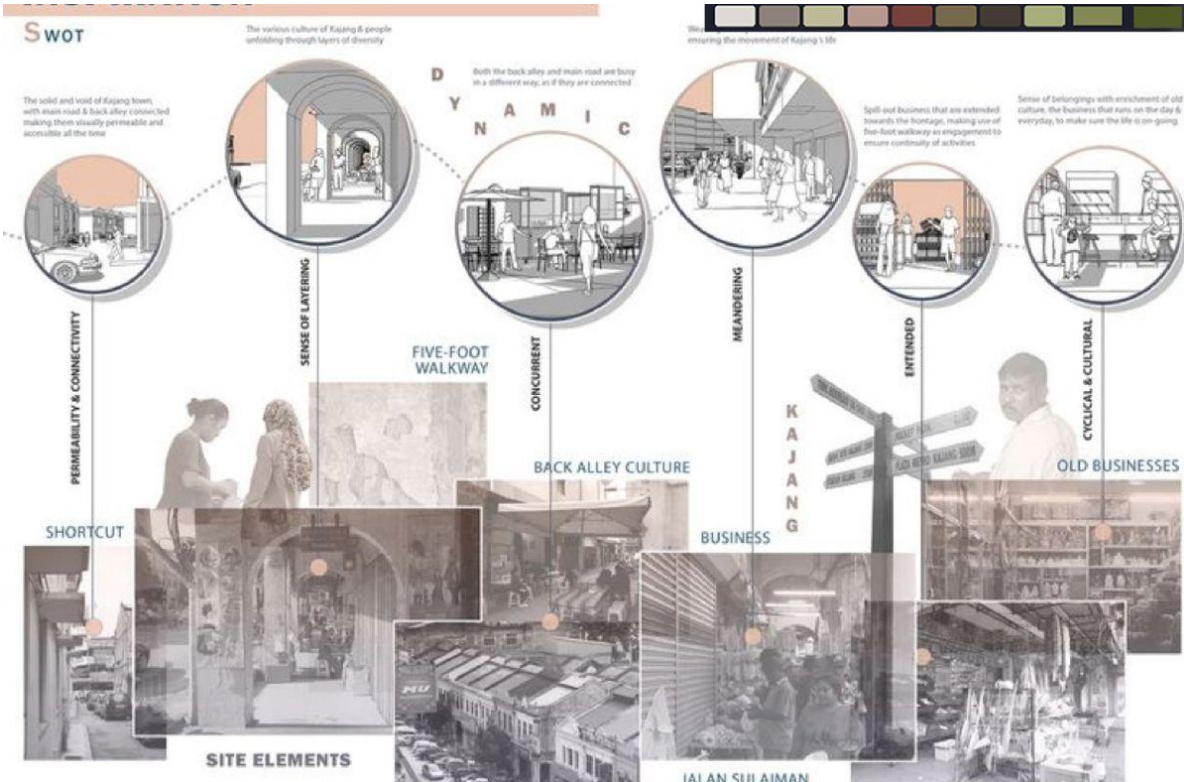 SWOT
The various culture of Kajang & people
unfolding through layers of diversity
ensuring the movement of Kajang's life
DYNAMIC
Both the back alley and main road are busy
in a different way, as if they are connected
The solid and void of Kajang town,
with main road & back alley connected
making them visually permeable and
accessible all the time
Spill out business that are extended
towards the frontage, making use of
five-foot walkway as engagement to
ensure continuity of activities
Sense of belongings with enrichment of old
culture, the business that runs on the day &
everyday, to make sure the life is on-going
PERMEABILITY & CONNECTIVITY
SENSE OF LAYERING
CONCURRENT
MEANDERING
ENTENDED
CYCLICAL & CULTURAL
FIVE-FOOT
WALKWAY
KAJANG
BACK ALLEY CULTURE
OLD BUSINESSES
SHORTCUT
BUSINESS
MU
SITE ELEMENTS
JALAN SULAIMAN